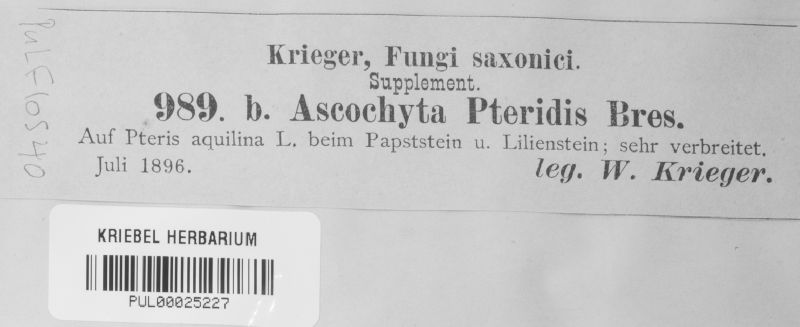 Krieger, Fungi saxonici.
Supplement.
989. b. Ascochyta Pteridis Bres.
Auf Pteris aquilina L. beim Papststein u. Lilienstein; sehr verbreitet.
Juli 1896.
leg. W. Krieger.
PULF10540
KRIEBEL HERBARIUM
PUL00025227